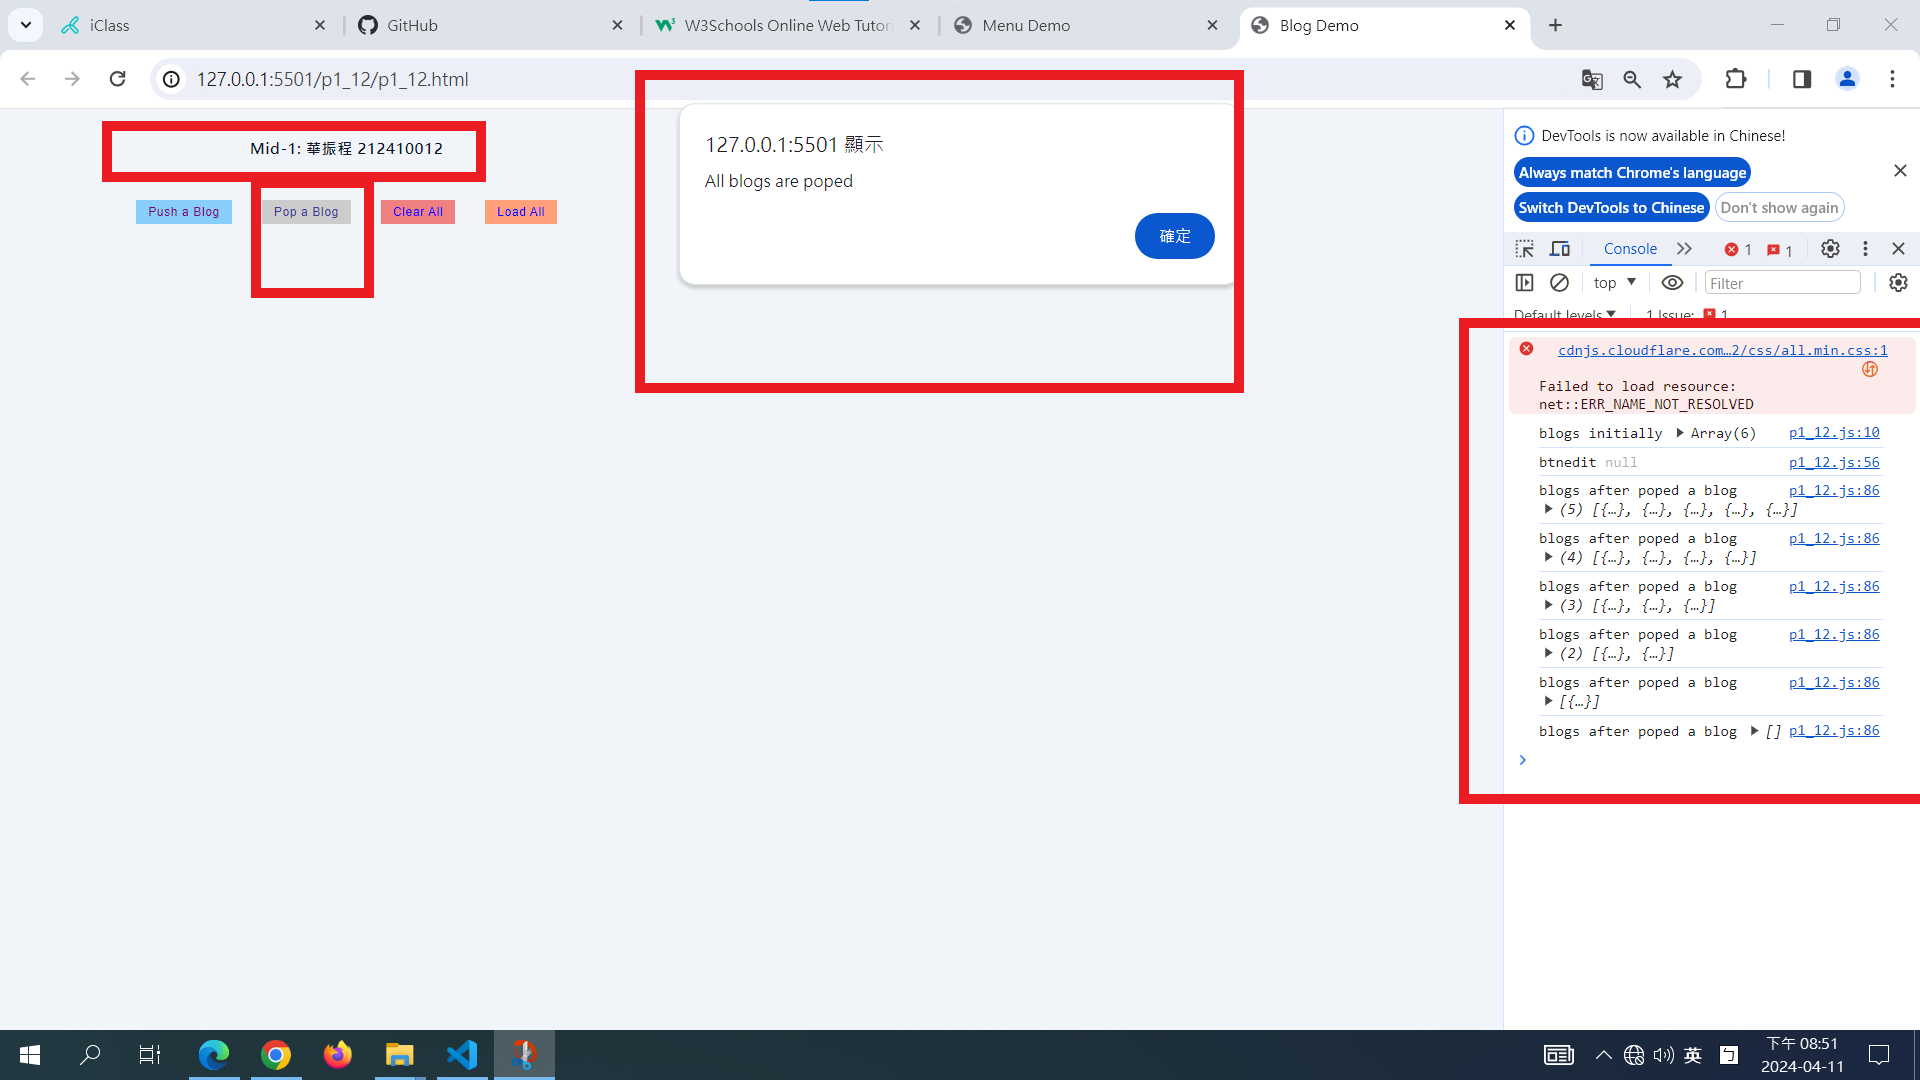 iClass
GitHub
W3Schools Online Web Tutori
Menu Demo
Blog Demo
127.0.0.1:5501/p1_12/p1_12.html
Mid-1: 華振程 212410012
Push a Blog
Pop a Blog
Clear All
Load All
127.0.0.1:5501 顯示
All blogs are poped
確定
DevTools is now available in Chinese!
Always match Chrome's language
Switch DevTools to Chinese
Don't show again
Console
1
1
top
Filter
Default levels
1 Issue: 1
cdnjs.cloudflare.com…2/css/all.min.css:1
Failed to load resource:
net::ERR_NAME_NOT_RESOLVED
blogs initially Array(6) p1_12.js:10
btnedit null p1_12.js:56
blogs after poped a blog p1_12.js:86
(5) [{…}, {…}, {…}, {…}, {…}]
blogs after poped a blog p1_12.js:86
(4) [{…}, {…}, {…}, {…}]
blogs after poped a blog p1_12.js:86
(3) [{…}, {…}, {…}]
blogs after poped a blog p1_12.js:86
(2) [{…}, {…}]
blogs after poped a blog p1_12.js:86
[{…}]
blogs after poped a blog [] p1_12.js:86
英
ㄅ
下午 08:51
2024-04-11